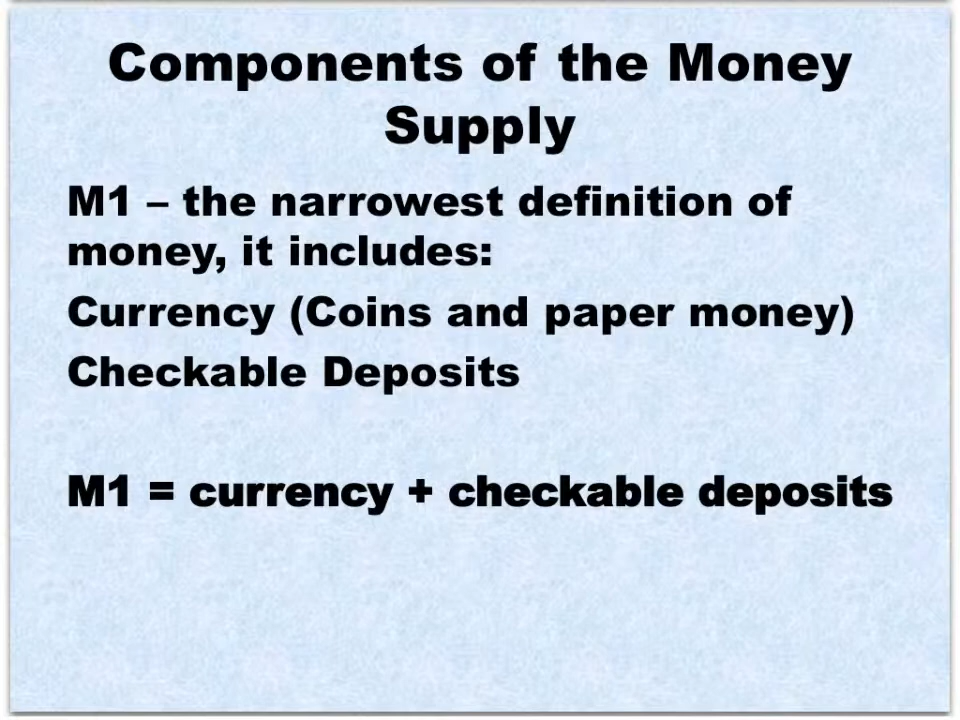 Components of the Money
Supply
M1 – the narrowest definition of
money, it includes:
Currency (Coins and paper money)
Checkable Deposits
M1 = currency + checkable deposits